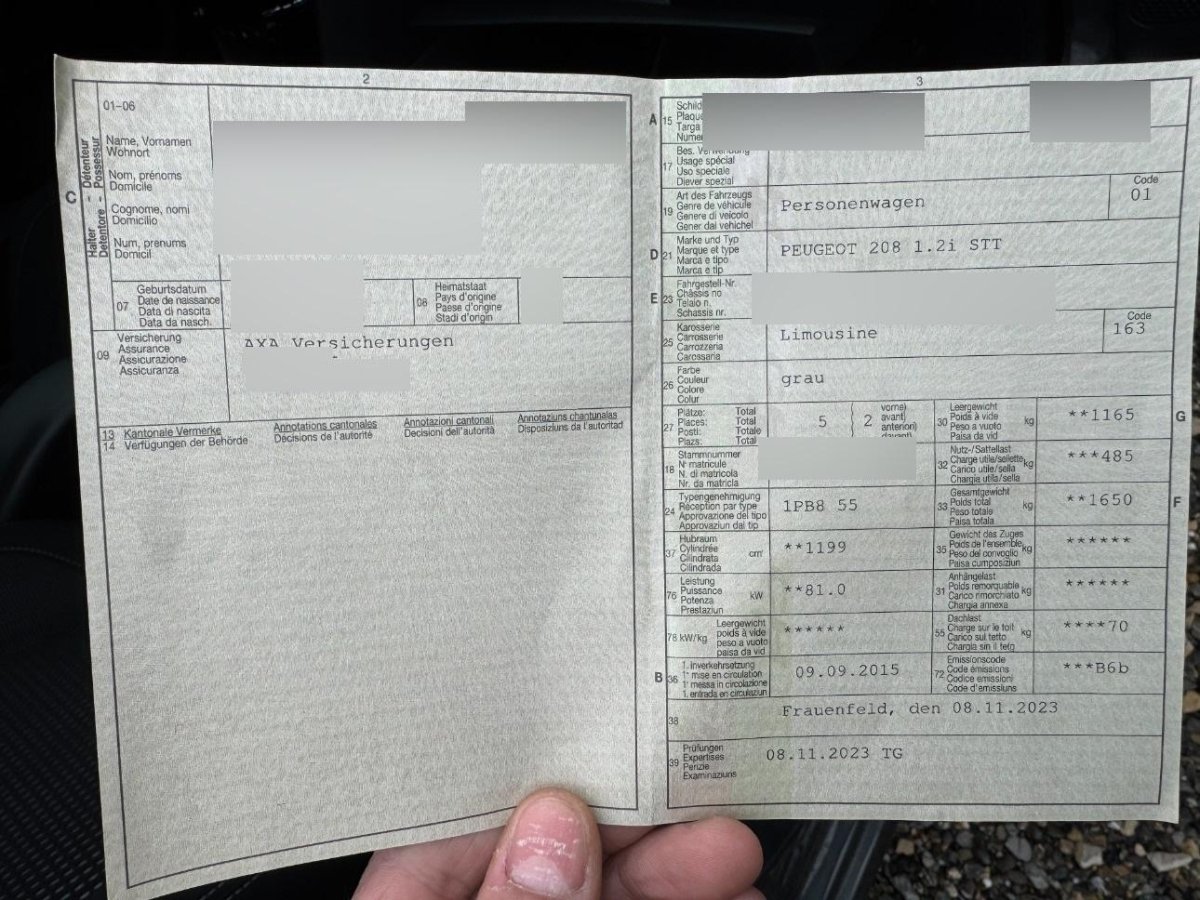 2
01-06
Halter - Détenteur
Detentore - Possessur
C
Name, Vornamen
Wohnort
Nom, prénoms
Domicile
Cognome, nomi
Domicilio
Num, prenums
Domicil
07
Geburtsdatum
Date de naissance
Data di nascita
Data da nasch.
08
Heimatstaat
Pays d'origine
Paese d'origine
Stadi d'origin
09
Versicherung
Assurance
Assicurazione
Assicuranza
AXA Versicherungen
13 Kantonale Vermerke
14 Verfügungen der Behörde
Annotations cantonales
Décisions de l'autorité
Annotazioni cantonali
Decisioni dell'autorità
Annotaziuns chantunalas
Disposiziuns da l'autoritad
3
A 15
Schild
Plaque
Targa
Numer
17
Bes. Verwendung
Usage spécial
Uso speciale
Diever spezial
19
Art des Fahrzeugs
Genre de véhicule
Genere di veicolo
Gener dal vehichel
Personenwagen
Code
01
D 21
Marke und Typ
Marque et type
Marca e tipo
Marca e tip
PEUGEOT 208 1.2i STT
E 23
Fahrgestell-Nr.
Châssis no
Telaio n.
Schassis nr.
25
Karosserie
Carrosserie
Carrozzeria
Carossaria
Limousine
Code
163
26
Farbe
Couleur
Colore
Colur
grau
27
Plätze: Total
Places: Total
Posti: Totale
Plazs: Total
5
2
vorne)
avant)
anteriori)
davant)
30
Leergewicht
Poids à vide
Peso a vuoto
Paisa da vid
kg
**1165
G
18
Stammnummer
N° matricule
N. di matricola
Nr. da matricla
32
Nutz-/Sattellast
Charge utile/sellette
Carico utile/sella
Chargia utila/sella
kg
***485
24
Typengenehmigung
Réception par type
Approvazione del tipo
Approvaziun dal tip
1PB8 55
33
Gesamtgewicht
Poids total
Peso totale
Paisa totala
kg
**1650
F
37
Hubraum
Cylindrée
Cilindrata
Cilindrada
cm³
**1199
35
Gewicht des Zuges
Poids de l'ensemble
Peso del convoglio
Paisa cumposiziun
kg
******
76
Leistung
Puissance
Potenza
Prestaziun
kW
**81.0
31
Anhängelast
Poids remorquable
Carico rimorchiato
Chargia annexa
kg
******
78 kW/kg
Leergewicht
poids à vide
peso a vuoto
paisa da vid
******
55
Dachlast
Charge sur le toit
Carico sul tetto
Chargia sin il tetg
kg
****70
B 36
1. Inverkehrsetzung
1re mise en circulation
1a messa in circolazione
1. entrada en circulaziun
09.09.2015
72
Emissionscode
Code émissions
Codice emissioni
Code d'emissiuns
***B6b
38
Frauenfeld, den 08.11.2023
39
Prüfungen
Expertises
Perizie
Examinaziuns
08.11.2023 TG